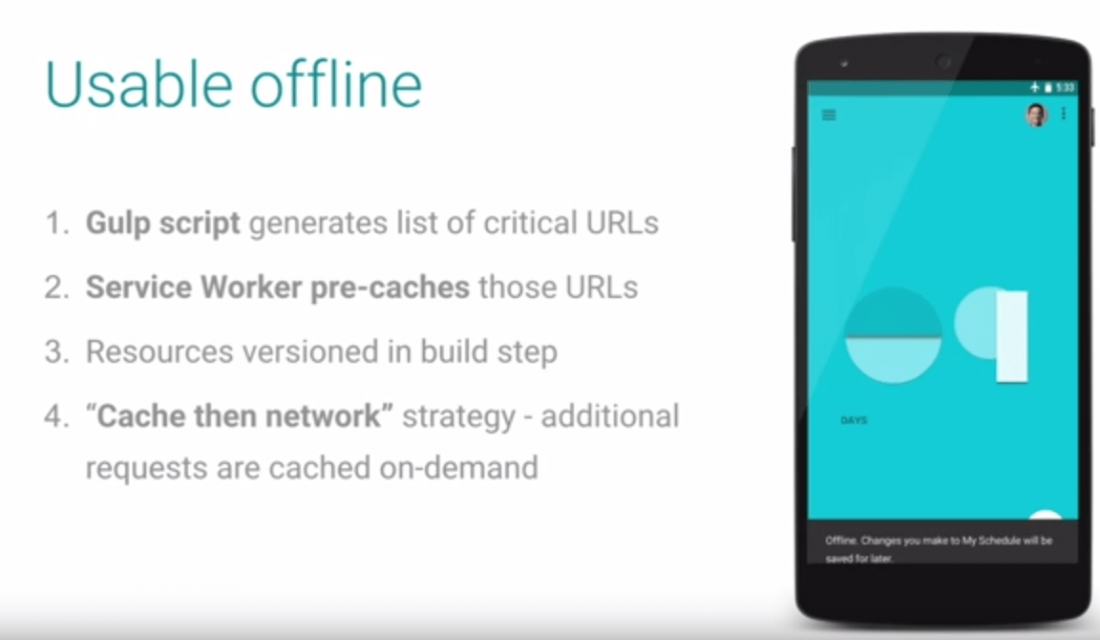 Usable offline
1. Gulp script generates list of critical URLs
2. Service Worker pre-caches those URLs
3. Resources versioned in build step
4. “Cache then network” strategy - additional
requests are cached on-demand
5:33
DAYS
Offline. Changes you make to My Schedule will be
saved for later.